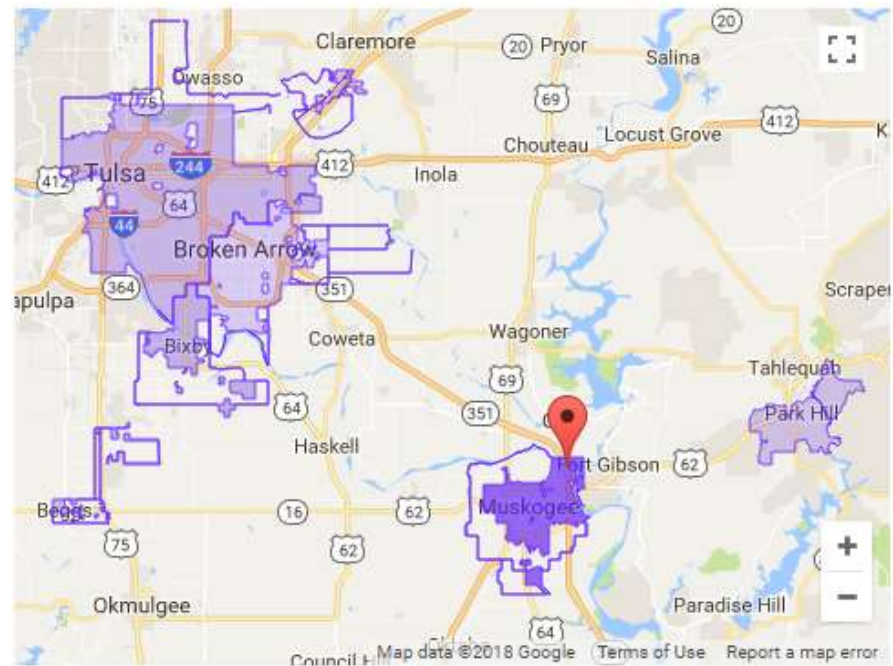 Claremore
20
Pryor
20
Salina
Owasso
75
69
412
K
Chouteau
Locust Grove
244
412
412
Tulsa
Inola
64
44
Broken Arrow
364
351
apulpa
Scraper
Wagoner
Coweta
Bixby
Tahlequah
69
64
351
Park Hill
Haskell
Fort Gibson
62
Beggs
16
62
Muskogee
75
62
+
−
Okmulgee
Paradise Hill
64
Council Hi
Map data ©2018 Google
Terms of Use
Report a map error